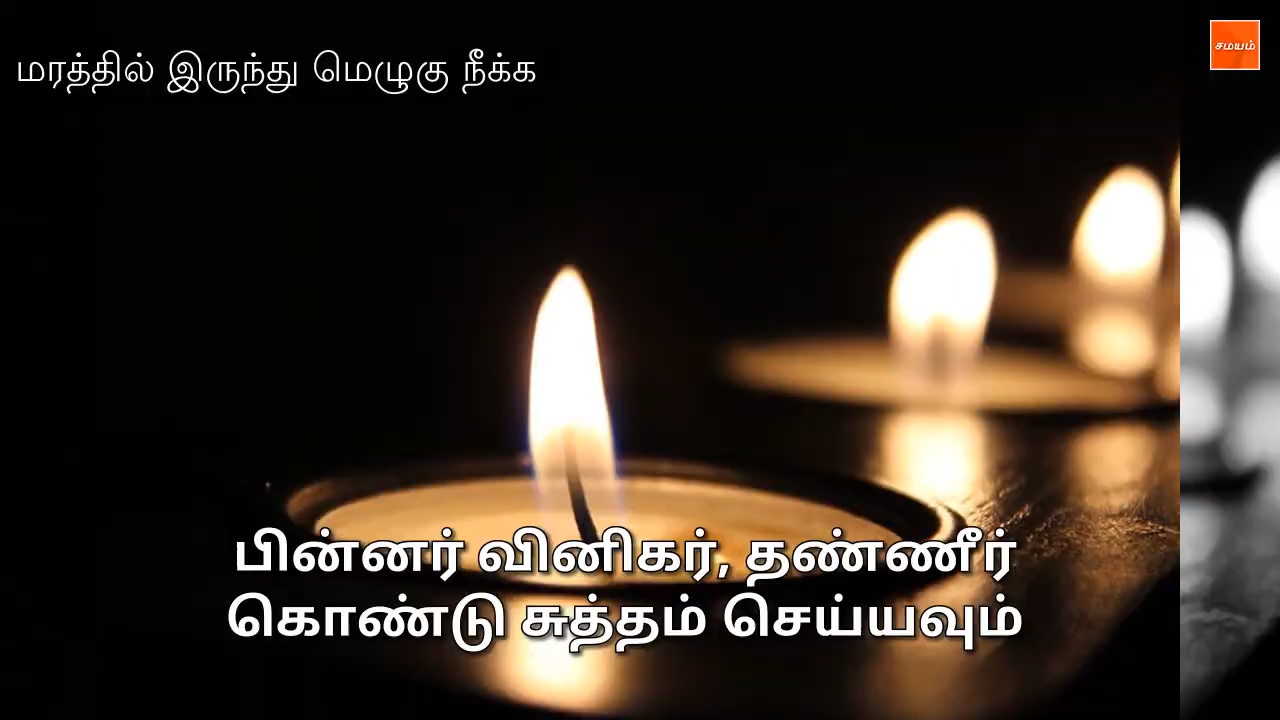 மரத்தில் இருந்து மெழுகு நீக்க
சமயம்
பின்னர் வினிகர், தண்ணீர்
கொண்டு சுத்தம் செய்யவும்